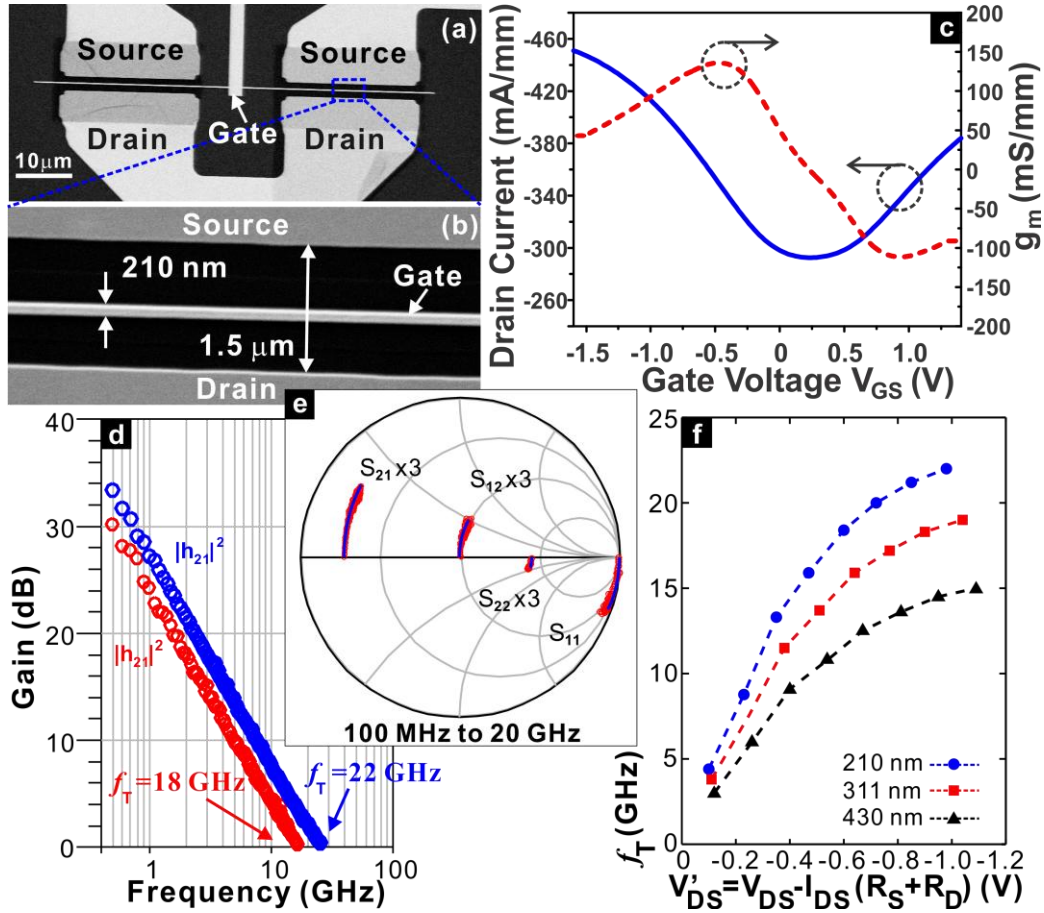 (a)
Source
Source
Drain
Gate
Drain
10μm
(b)
Source
210 nm
Gate
1.5 μm
Drain
c
Drain Current (mA/mm)
-460
-420
-380
-340
-300
-260
200
150
100
50
0
-50
-100
-150
-200
gm (mS/mm)
-1.5 -1.0 -0.5 0 0.5 1.0
Gate Voltage VGS (V)
d
Gain (dB)
40
30
20
10
0
|h21|²
|h21|²
fT =18 GHz
fT =22 GHz
1 10 100
Frequency (GHz)
e
S21x3
S12x3
S22x3
S11
100 MHz to 20 GHz
f
fT (GHz)
25
20
15
10
5
0
210 nm
311 nm
430 nm
0 -0.2 -0.4 -0.6 -0.8 -1.0 -1.2
V'DS=VDS-IDS(RS+RD) (V)